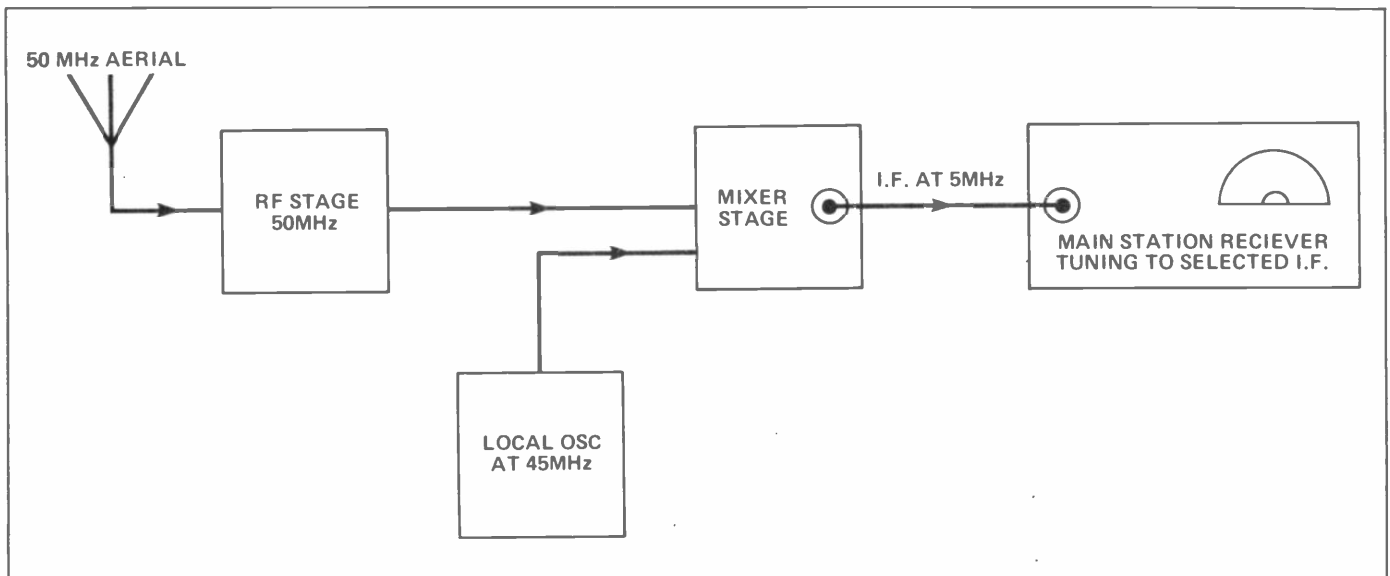 50 MHz AERIAL
RF STAGE
50MHz
MIXER
STAGE
I.F. AT 5MHz
MAIN STATION RECIEVER
TUNING TO SELECTED I.F.
LOCAL OSC
AT 45MHz